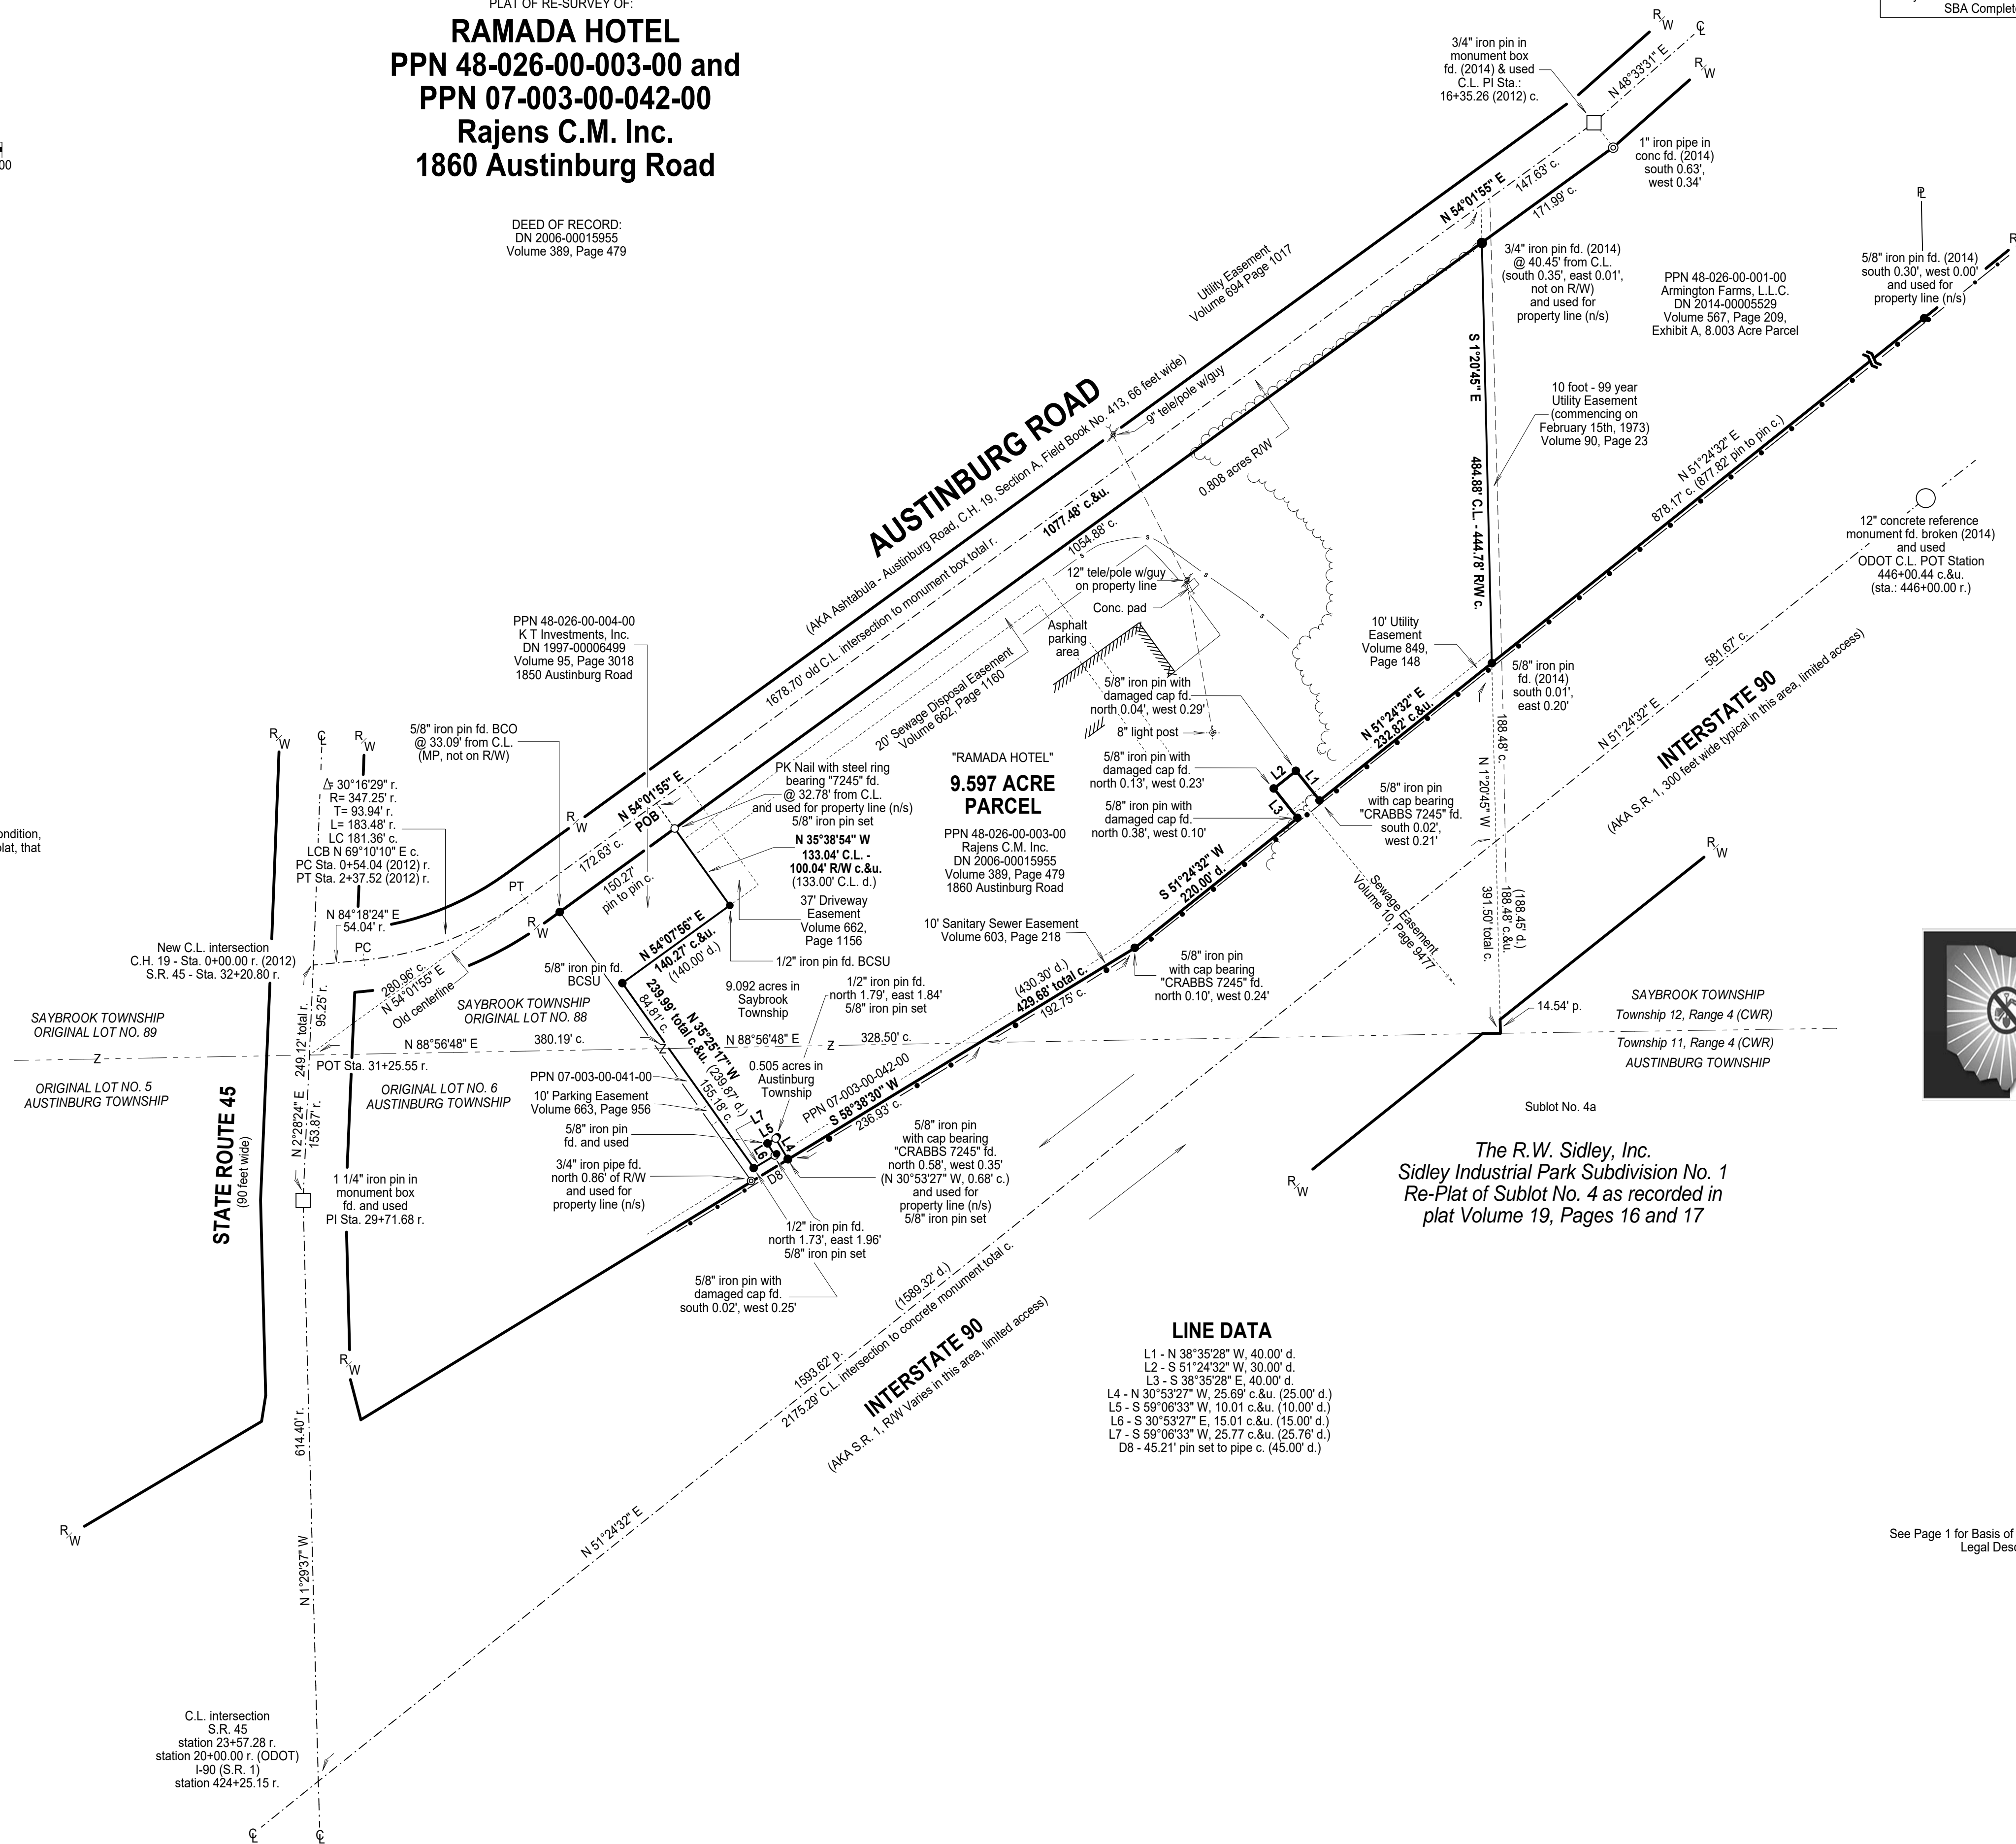 PLAT OF RE-SURVEY OF:
RAMADA HOTEL
PPN 48-026-00-003-00 and
PPN 07-003-00-042-00
Rajens C.M. Inc.
1860 Austinburg Road
DEED OF RECORD:
DN 2006-00015955
Volume 389, Page 479
SBA Complet
00
ondition,
plat, that
3/4" iron pin in
monument box
fd. (2014) & used
C.L. PI Sta.:
16+35.26 (2012) c.
R/W
C/L
R/W
N 48°33'31" E
1" iron pipe in
conc fd. (2014)
south 0.63',
west 0.34'
N 54°01'55" E
147.63' c.
171.99' c.
3/4" iron pin fd. (2014)
@ 40.45' from C.L.
(south 0.35', east 0.01',
not on R/W)
and used for
property line (n/s)
PPN 48-026-00-001-00
Armington Farms, L.L.C.
DN 2014-00005529
Volume 567, Page 209,
Exhibit A, 8.003 Acre Parcel
PL
5/8" iron pin fd. (2014)
south 0.30', west 0.00'
and used for
property line (n/s)
R
Utility Easement
Volume 694 Page 1017
S 1°20'45" E
484.88' C.L. - 444.78' R/W c.
10 foot - 99 year
Utility Easement
(commencing on
February 15th, 1973)
Volume 90, Page 23
N 51°24'32" E
878.17' c. (877.82' pin to pin c.)
12" concrete reference
monument fd. broken (2014)
and used
ODOT C.L. POT Station
446+00.44 c.&u.
(sta.: 446+00.00 r.)
AUSTINBURG ROAD
(AKA Ashtabula - Austinburg Road, C.H. 19, Section A, Field Book No. 413, 66 feet wide)
9" tele/pole w/guy
0.808 acres R/W
1077.48' c.&u.
1054.88' c.
1678.70' old C.L. intersection to monument box total r.
s
s
s
s
12" tele/pole w/guy
on property line
Conc. pad
Asphalt
parking
area
20' Sewage Disposal Easement
Volume 662, Page 1160
10' Utility
Easement
Volume 849,
Page 148
5/8" iron pin
fd. (2014)
south 0.01',
east 0.20'
581.67' c.
N 51°24'32" E
INTERSTATE 90
(AKA S.R. 1, 300 feet wide typical in this area, limited access)
PPN 48-026-00-004-00
K T Investments, Inc.
DN 1997-00006499
Volume 95, Page 3018
1850 Austinburg Road
5/8" iron pin fd. BCO
@ 33.09' from C.L.
(MP, not on R/W)
5/8" iron pin with
damaged cap fd.
north 0.04', west 0.29'
8" light post
5/8" iron pin with
damaged cap fd.
north 0.13', west 0.23'
5/8" iron pin with
damaged cap fd.
north 0.38', west 0.10'
L2
L1
L3
N 51°24'32" E
232.82' c.&u.
188.48' c.
N 1°20'45" W
5/8" iron pin
with cap bearing
"CRABBS 7245" fd.
south 0.02',
west 0.21'
R/W
C/L
R/W
Δ= 30°16'29" r.
R= 347.25' r.
T= 93.94' r.
L= 183.48' r.
LC 181.36' c.
LCB N 69°10'10" E c.
PC Sta. 0+54.04 (2012) r.
PT Sta. 2+37.52 (2012) r.
N 54°01'55" E
POB
R/W
PK Nail with steel ring
bearing "7245" fd.
@ 32.78' from C.L.
and used for property line (n/s)
5/8" iron pin set
"RAMADA HOTEL"
9.597 ACRE
PARCEL
PPN 48-026-00-003-00
Rajens C.M. Inc.
DN 2006-00015955
Volume 389, Page 479
1860 Austinburg Road
N 35°38'54" W
133.04' C.L. -
100.04' R/W c.&u.
(133.00' C.L. d.)
172.63' c.
150.27'
pin to pin c.
PT
R/W
N 84°18'24" E
54.04' r.
PC
New C.L. intersection
C.H. 19 - Sta. 0+00.00 r. (2012)
S.R. 45 - Sta. 32+20.80 r.
280.96' c.
N 54°01'55" E
Old centerline
N 54°07'56" E
140.27' c.&u.
(140.00' d.)
37' Driveway
Easement
Volume 662,
Page 1156
1/2" iron pin fd. BCSU
5/8" iron pin fd.
BCSU
10' Sanitary Sewer Easement
Volume 603, Page 218
S 51°24'32" W
220.00' d.
Sewage Easement
Volume 10, Page 9477
391.50' total c.
188.48' c.&u.
(188.45' d.)
R/W
5/8" iron pin
with cap bearing
"CRABBS 7245" fd.
north 0.10', west 0.24'
14.54' p.
SAYBROOK TOWNSHIP
Township 12, Range 4 (CWR)
Township 11, Range 4 (CWR)
AUSTINBURG TOWNSHIP
SAYBROOK TOWNSHIP
ORIGINAL LOT NO. 89
SAYBROOK TOWNSHIP
ORIGINAL LOT NO. 88
9.092 acres in
Saybrook
Township
1/2" iron pin fd.
north 1.79', east 1.84'
5/8" iron pin set
(430.30' d.)
429.68' total c.
192.75' c.
95.25' r.
249.12' total r.
Z
N 88°56'48" E
380.19' c.
Z
N 88°56'48" E
Z
328.50' c.
POT Sta. 31+25.55 r.
ORIGINAL LOT NO. 5
AUSTINBURG TOWNSHIP
ORIGINAL LOT NO. 6
AUSTINBURG TOWNSHIP
84.81' c.
239.99' total c.&u. (239.87' d.)
N 35°25'17" W
155.18' c.
0.505 acres in
Austinburg
Township
PPN 07-003-00-042-00
S 58°38'30" W
236.93' c.
PPN 07-003-00-041-00
10' Parking Easement
Volume 663, Page 956
STATE ROUTE 45
(90 feet wide)
N 2°28'24" E
153.87' r.
5/8" iron pin
fd. and used
L7
L5
L4
L6
D8
3/4" iron pipe fd.
north 0.86' of R/W
and used for
property line (n/s)
1 1/4" iron pin in
monument box
fd. and used
PI Sta. 29+71.68 r.
5/8" iron pin
with cap bearing
"CRABBS 7245" fd.
north 0.58', west 0.35'
(N 30°53'27" W, 0.68' c.)
and used for
property line (n/s)
5/8" iron pin set
1/2" iron pin fd.
north 1.73', east 1.96'
5/8" iron pin set
5/8" iron pin with
damaged cap fd.
south 0.02', west 0.25'
Sublot No. 4a
The R.W. Sidley, Inc.
Sidley Industrial Park Subdivision No. 1
Re-Plat of Sublot No. 4 as recorded in
plat Volume 19, Pages 16 and 17
R/W
R/W
(1589.32' d.)
1593.62' p.
2175.29' C.L. intersection to concrete monument total c.
INTERSTATE 90
(AKA S.R. 1, R/W Varies in this area, limited access)
LINE DATA
L1 - N 38°35'28" W, 40.00' d.
L2 - S 51°24'32" W, 30.00' d.
L3 - S 38°35'28" E, 40.00' d.
L4 - N 30°53'27" W, 25.69' c.&u. (25.00' d.)
L5 - S 59°06'33" W, 10.01 c.&u. (10.00' d.)
L6 - S 30°53'27" E, 15.01 c.&u. (15.00' d.)
L7 - S 59°06'33" W, 25.77 c.&u. (25.76' d.)
D8 - 45.21' pin set to pipe c. (45.00' d.)
614.40' r.
R/W
N 1°29'37" W
N 51°24'32" E
See Page 1 for Basis of
Legal Desc
C.L. intersection
S.R. 45
station 23+57.28 r.
station 20+00.00 r. (ODOT)
I-90 (S.R. 1)
station 424+25.15 r.
C/L
C/L